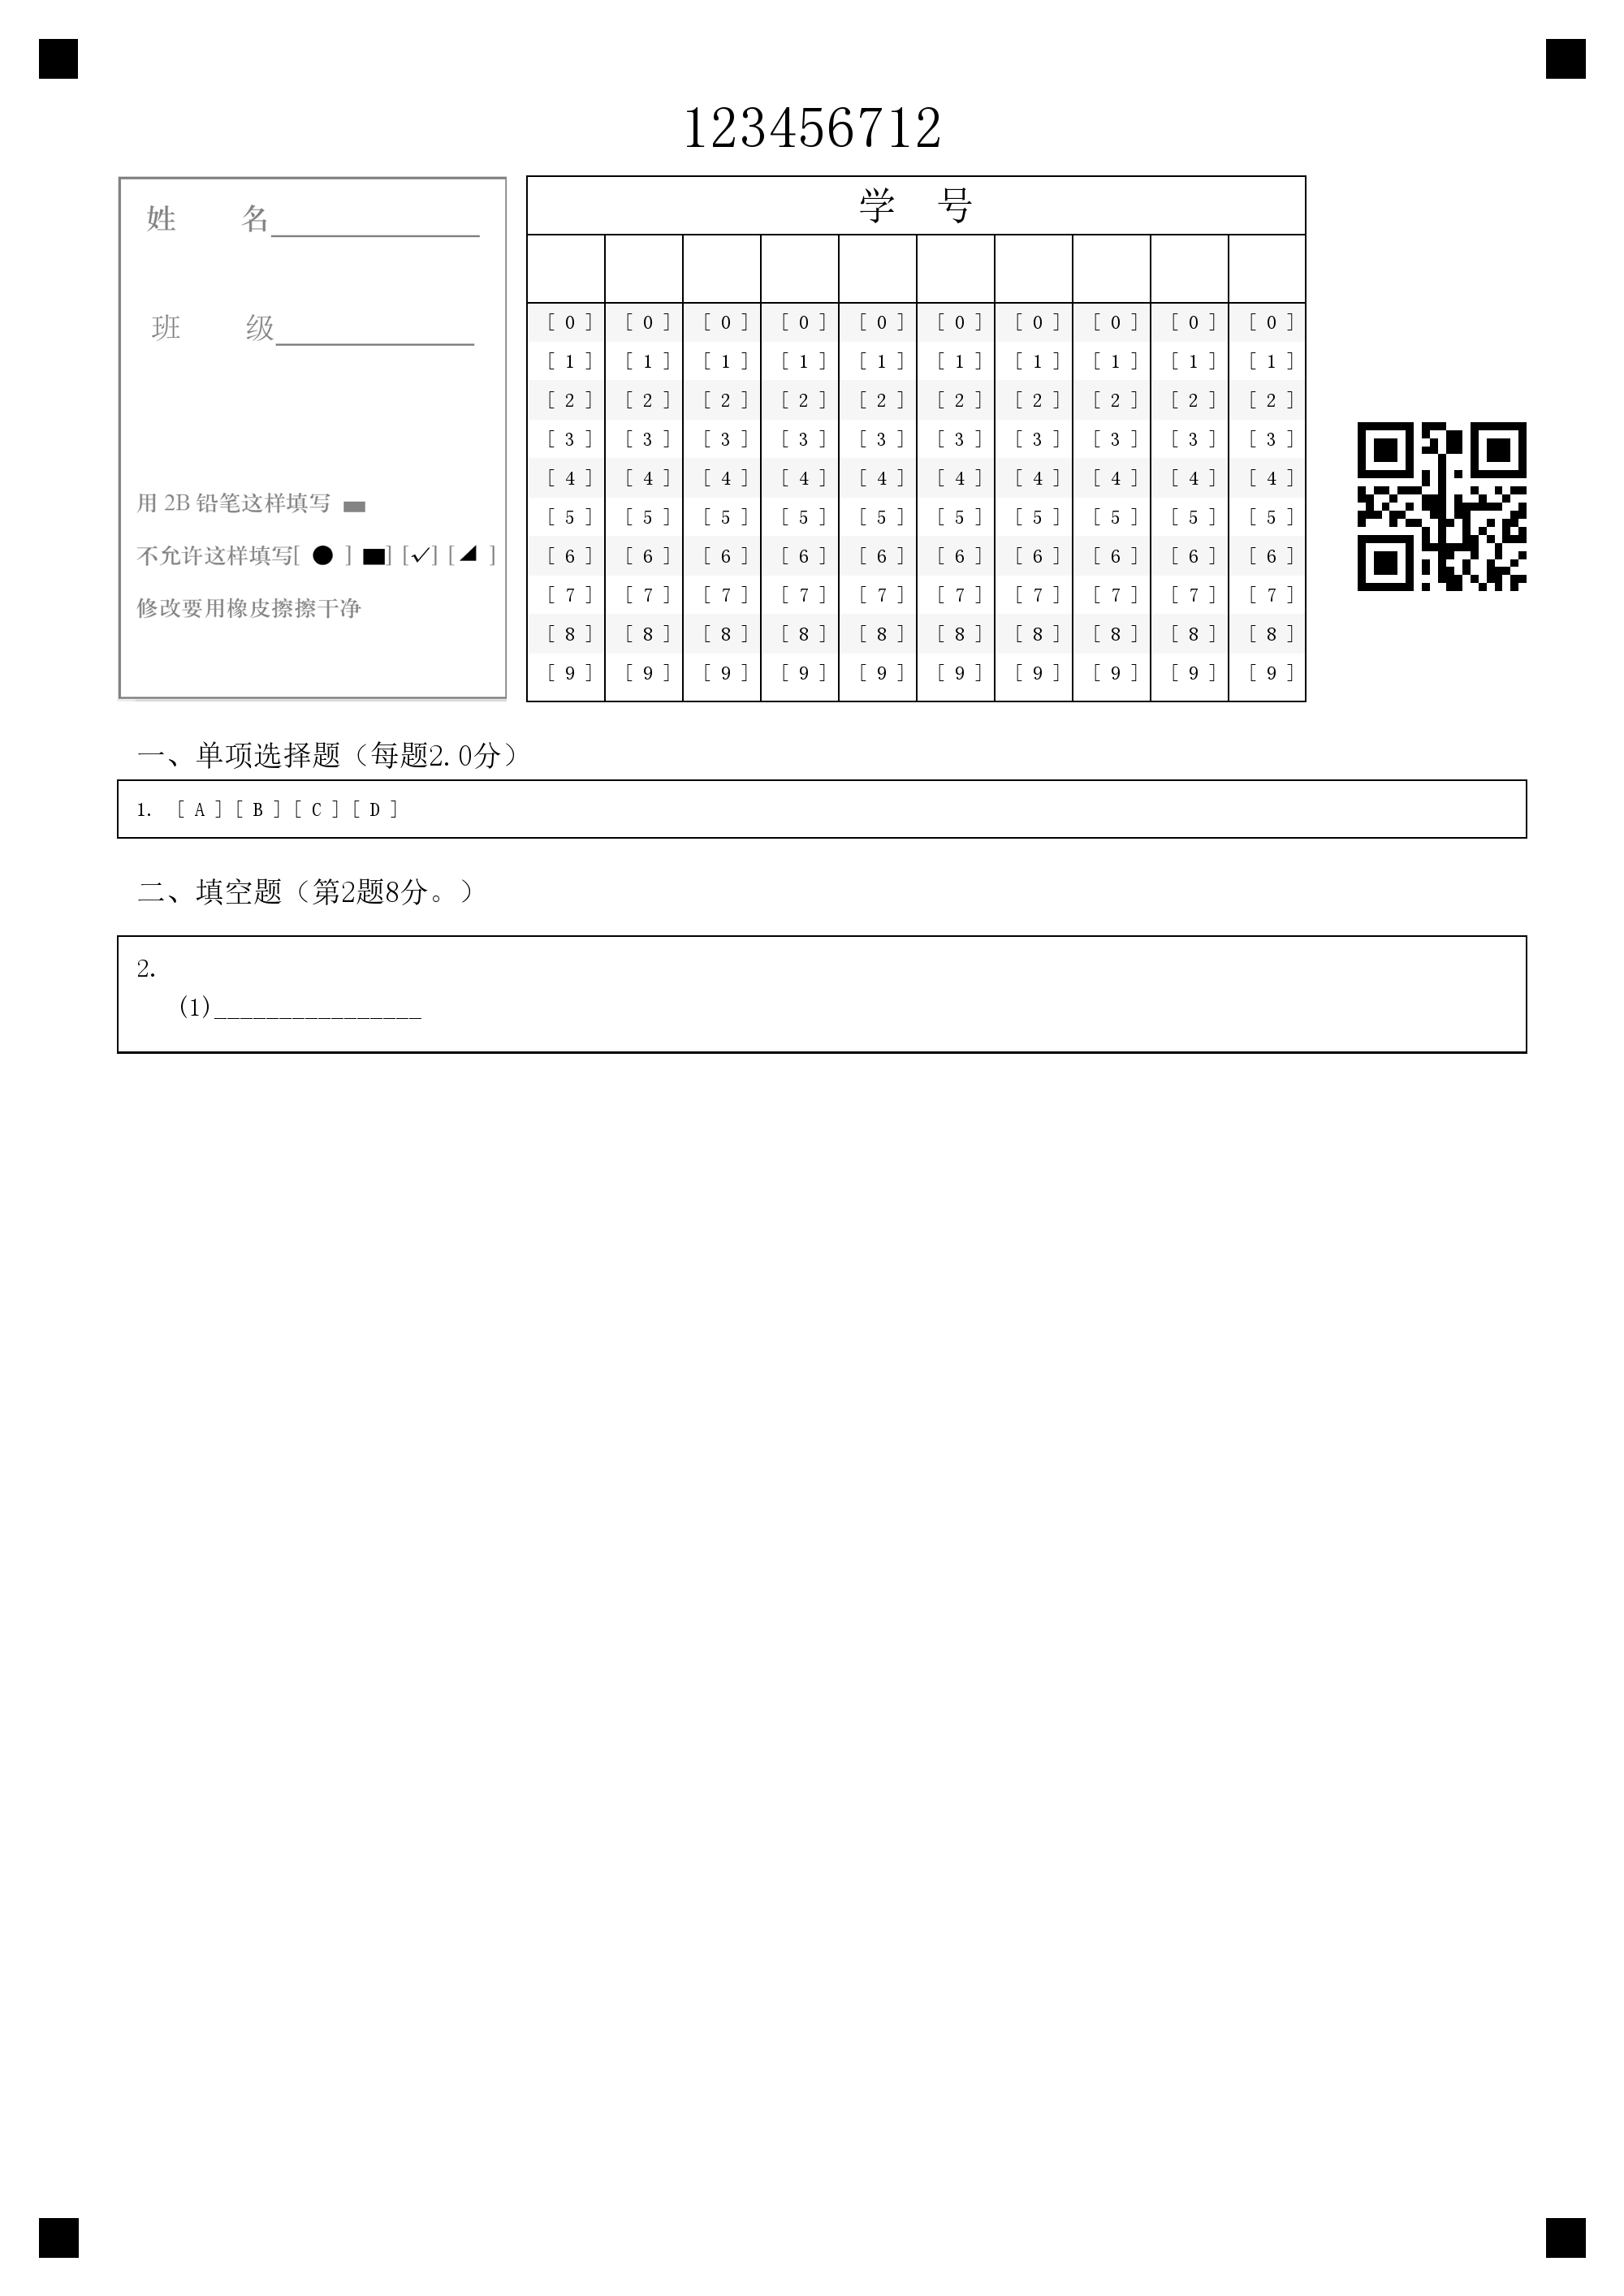 123456712
姓 名________________
班 级________________
用 2B 铅笔这样填写
不允许这样填写[ ● ] ■] [✓] [◢ ]
修改要用橡皮擦擦干净
学 号
[ 0 ] [ 0 ] [ 0 ] [ 0 ] [ 0 ] [ 0 ] [ 0 ] [ 0 ] [ 0 ] [ 0 ]
[ 1 ] [ 1 ] [ 1 ] [ 1 ] [ 1 ] [ 1 ] [ 1 ] [ 1 ] [ 1 ] [ 1 ]
[ 2 ] [ 2 ] [ 2 ] [ 2 ] [ 2 ] [ 2 ] [ 2 ] [ 2 ] [ 2 ] [ 2 ]
[ 3 ] [ 3 ] [ 3 ] [ 3 ] [ 3 ] [ 3 ] [ 3 ] [ 3 ] [ 3 ] [ 3 ]
[ 4 ] [ 4 ] [ 4 ] [ 4 ] [ 4 ] [ 4 ] [ 4 ] [ 4 ] [ 4 ] [ 4 ]
[ 5 ] [ 5 ] [ 5 ] [ 5 ] [ 5 ] [ 5 ] [ 5 ] [ 5 ] [ 5 ] [ 5 ]
[ 6 ] [ 6 ] [ 6 ] [ 6 ] [ 6 ] [ 6 ] [ 6 ] [ 6 ] [ 6 ] [ 6 ]
[ 7 ] [ 7 ] [ 7 ] [ 7 ] [ 7 ] [ 7 ] [ 7 ] [ 7 ] [ 7 ] [ 7 ]
[ 8 ] [ 8 ] [ 8 ] [ 8 ] [ 8 ] [ 8 ] [ 8 ] [ 8 ] [ 8 ] [ 8 ]
[ 9 ] [ 9 ] [ 9 ] [ 9 ] [ 9 ] [ 9 ] [ 9 ] [ 9 ] [ 9 ] [ 9 ]
一、单项选择题（每题2.0分）
1. [ A ] [ B ] [ C ] [ D ]
二、填空题（第2题8分。）
2.
(1)________________